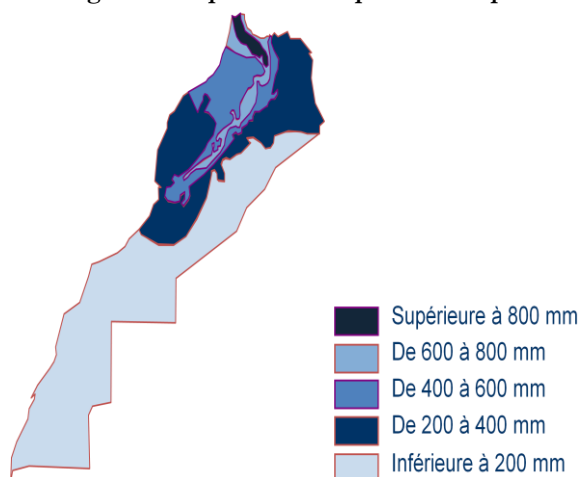 Supérieure à 800 mm
De 600 à 800 mm
De 400 à 600 mm
De 200 à 400 mm
Inférieure à 200 mm